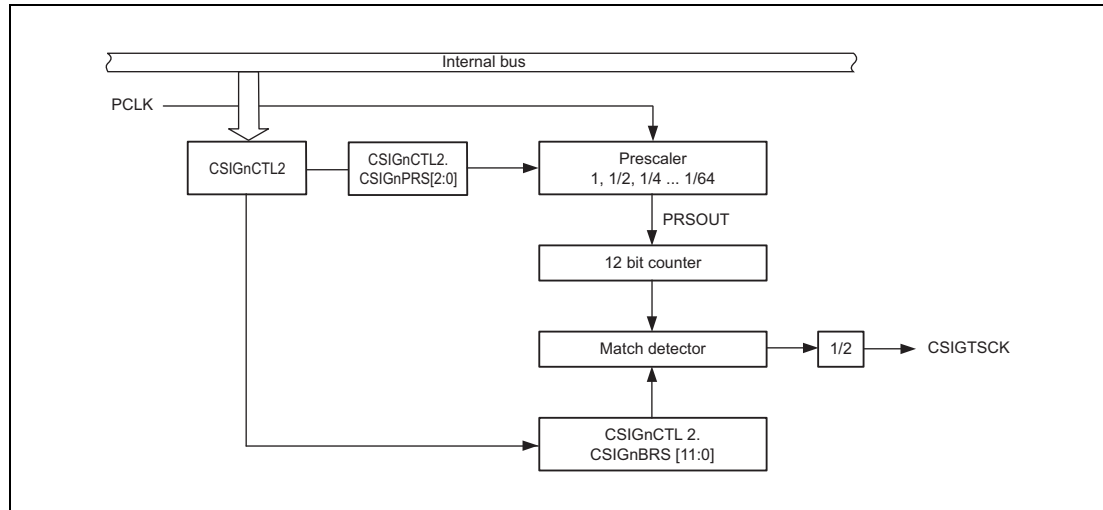 Internal bus
PCLK
CSIGnCTL2
CSIGnCTL2.
CSIGnPRS[2:0]
Prescaler
1, 1/2, 1/4 ... 1/64
PRSOUT
12 bit counter
Match detector
1/2
CSIGTSCK
CSIGnCTL 2.
CSIGnBRS [11:0]